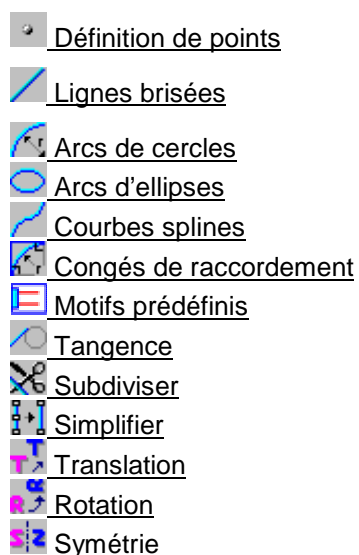 Définition de points
Lignes brisées
Arcs de cercles
Arcs d'ellipses
Courbes splines
Congés de raccordement
Motifs prédéfinis
Tangence
Subdiviser
Simplifier
Translation
Rotation
Symétrie